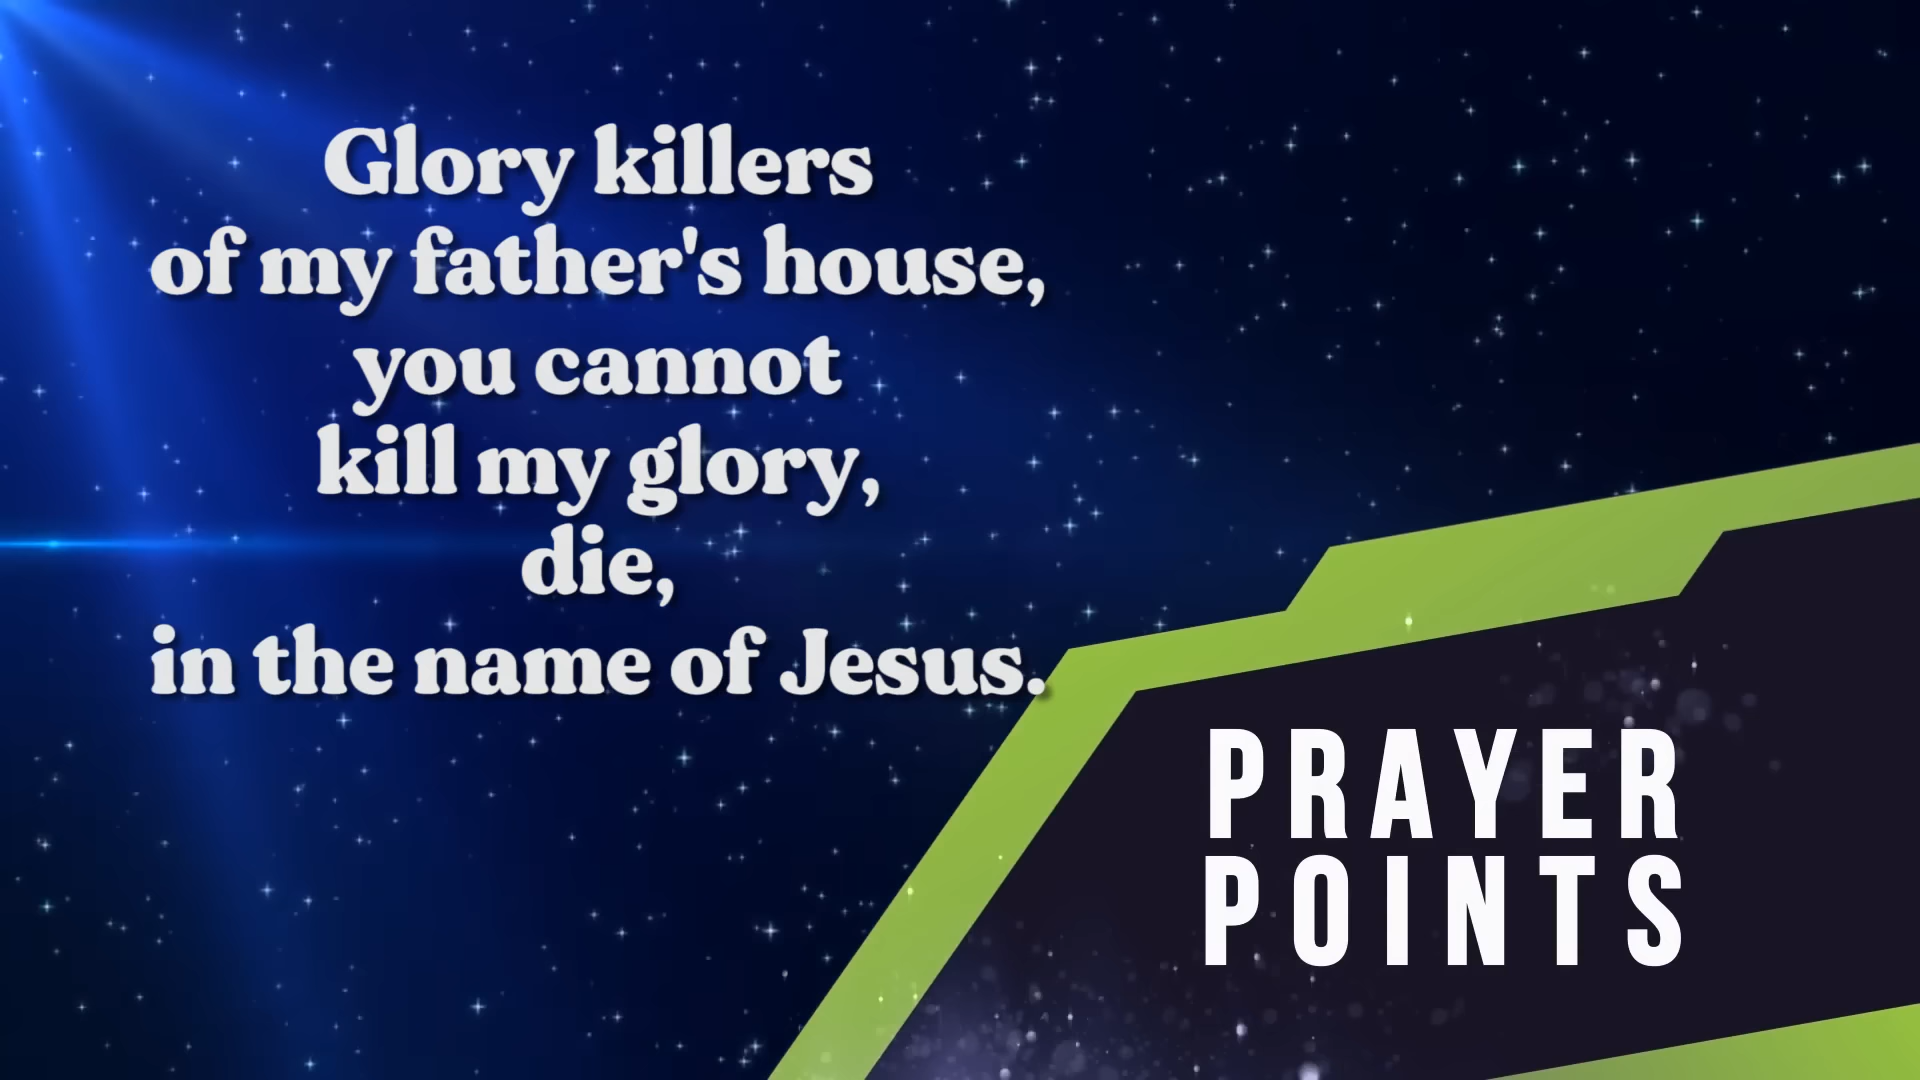 Glory killers
of my father's house,
you cannot
kill my glory,
die,
in the name of Jesus.
PRAYER
POINTS